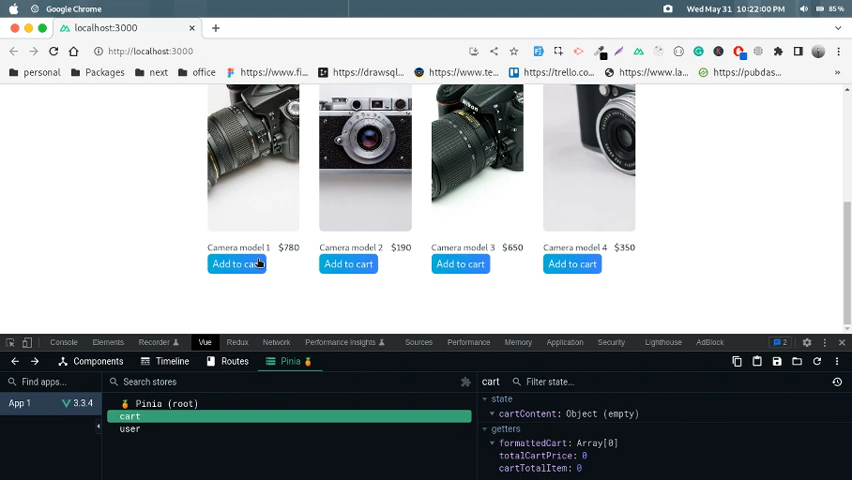 Google Chrome
Wed May 31 10:22:00 AM
85 %
localhost:3000
http://localhost:3000
personal
Packages
next
office
https://www.fi...
https://drawsql...
https://www.te...
https://trello.co...
https://www.la...
https://pubdas...
»
Nikon
Camera model 1 $780
Camera model 2 $190
Camera model 3 $650
Camera model 4 $350
Add to cart
Add to cart
Add to cart
Add to cart
Console
Elements
Recorder
Vue
Redux
Network
Performance insights
Sources
Performance
Memory
Application
Security
Lighthouse
AdBlock
2
Components
Timeline
Routes
Pinia 🍍
Find apps...
Search stores
cart
Filter state...
App 1
3.3.4
🍍 Pinia (root)
cart
user
state
cartContent: Object (empty)
getters
formattedCart: Array[0]
totalCartPrice: 0
cartTotalItem: 0